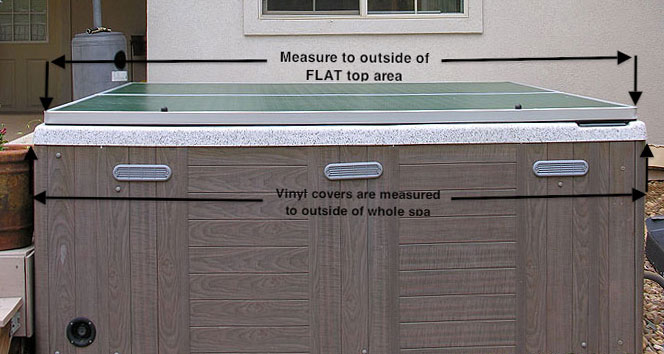 Measure to outside of
FLAT top area
Vinyl covers are measured
to outside of whole spa